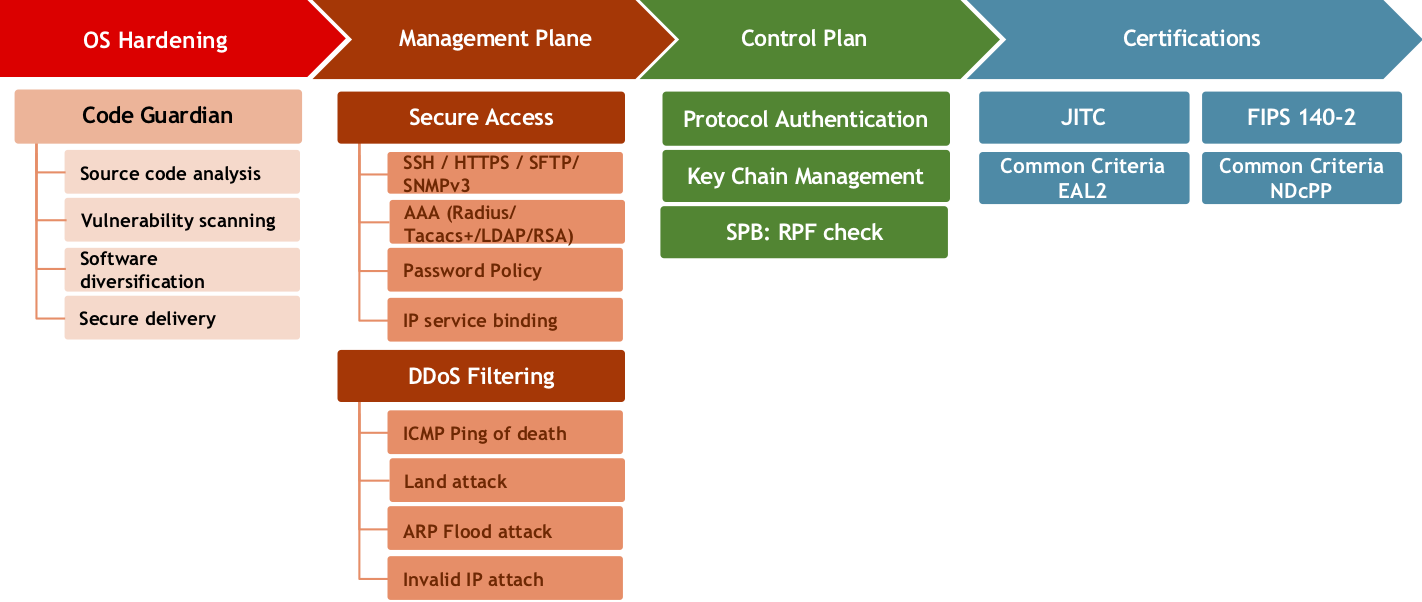 OS Hardening
Management Plane
Control Plan
Certifications
Code Guardian
Source code analysis
Vulnerability scanning
Software
diversification
Secure delivery
Secure Access
SSH / HTTPS / SFTP/
SNMPv3
AAA (Radius/
Tacacs+/LDAP/RSA)
Password Policy
IP service binding
DDoS Filtering
ICMP Ping of death
Land attack
ARP Flood attack
Invalid IP attach
Protocol Authentication
Key Chain Management
SPB: RPF check
JITC
FIPS 140-2
Common Criteria
EAL2
Common Criteria
NDcPP